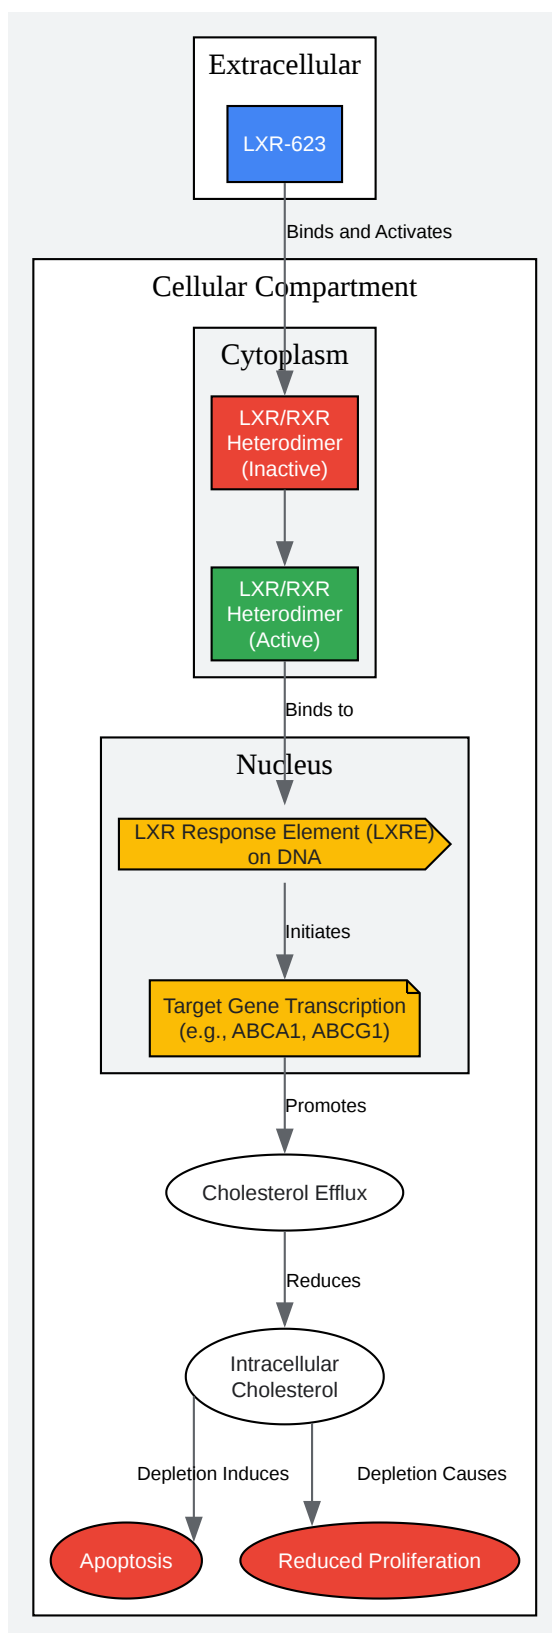 Extracellular
LXR-623
Binds and Activates
Cellular Compartment
Cytoplasm
LXR/RXR
Heterodimer
(Inactive)
LXR/RXR
Heterodimer
(Active)
Binds to
Nucleus
LXR Response Element (LXRE)
on DNA
Initiates
Target Gene Transcription
(e.g., ABCA1, ABCG1)
Promotes
Cholesterol Efflux
Reduces
Intracellular
Cholesterol
Depletion Induces
Depletion Causes
Apoptosis
Reduced Proliferation